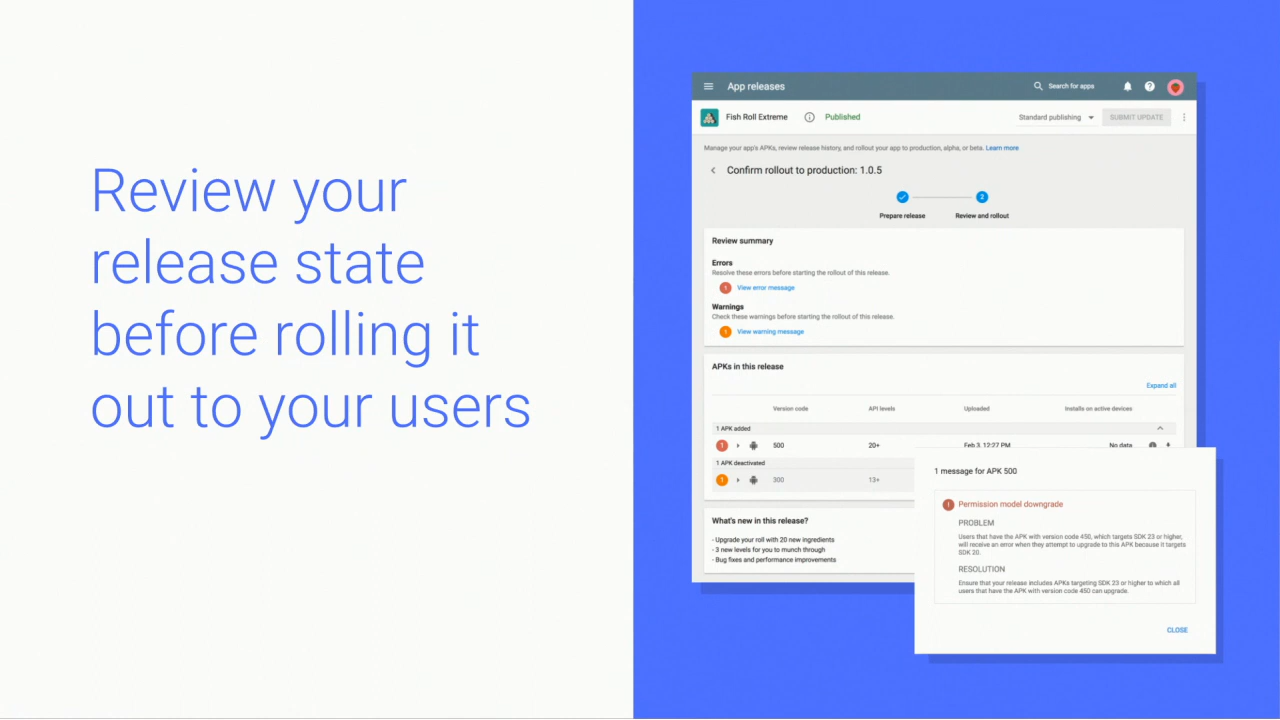 Review your
release state
before rolling it
out to your users
App releases
Search for apps
Fish Roll Extreme
Published
Standard publishing
SUBMIT UPDATE
Manage your app's APKs, review release history, and rollout your app to production, alpha, or beta. Learn more
Confirm rollout to production: 1.0.5
2
Prepare release
Review and rollout
Review summary
Errors
Resolve these errors before starting the rollout of this release.
1 View error message
Warnings
Check these warnings before starting the rollout of this release.
1 View warning message
APKs in this release
Expand all
Version code API levels Uploaded Installs on active devices
1 APK added
1 500 20+ Feb 3, 12:27 PM No data
1 APK deactivated
1 300 13+
What's new in this release?
- Upgrade your roll with 20 new ingredients
- 3 new levels for you to munch through
- Bug fixes and performance improvements
1 message for APK 500
! Permission model downgrade
PROBLEM
Users that have the APK with version code 450, which targets SDK 23 or higher,
will receive an error when they attempt to upgrade to this APK because it targets
SDK 20.
RESOLUTION
Ensure that your release includes APKs targeting SDK 23 or higher to which all
users that have the APK with version code 450 can upgrade.
CLOSE